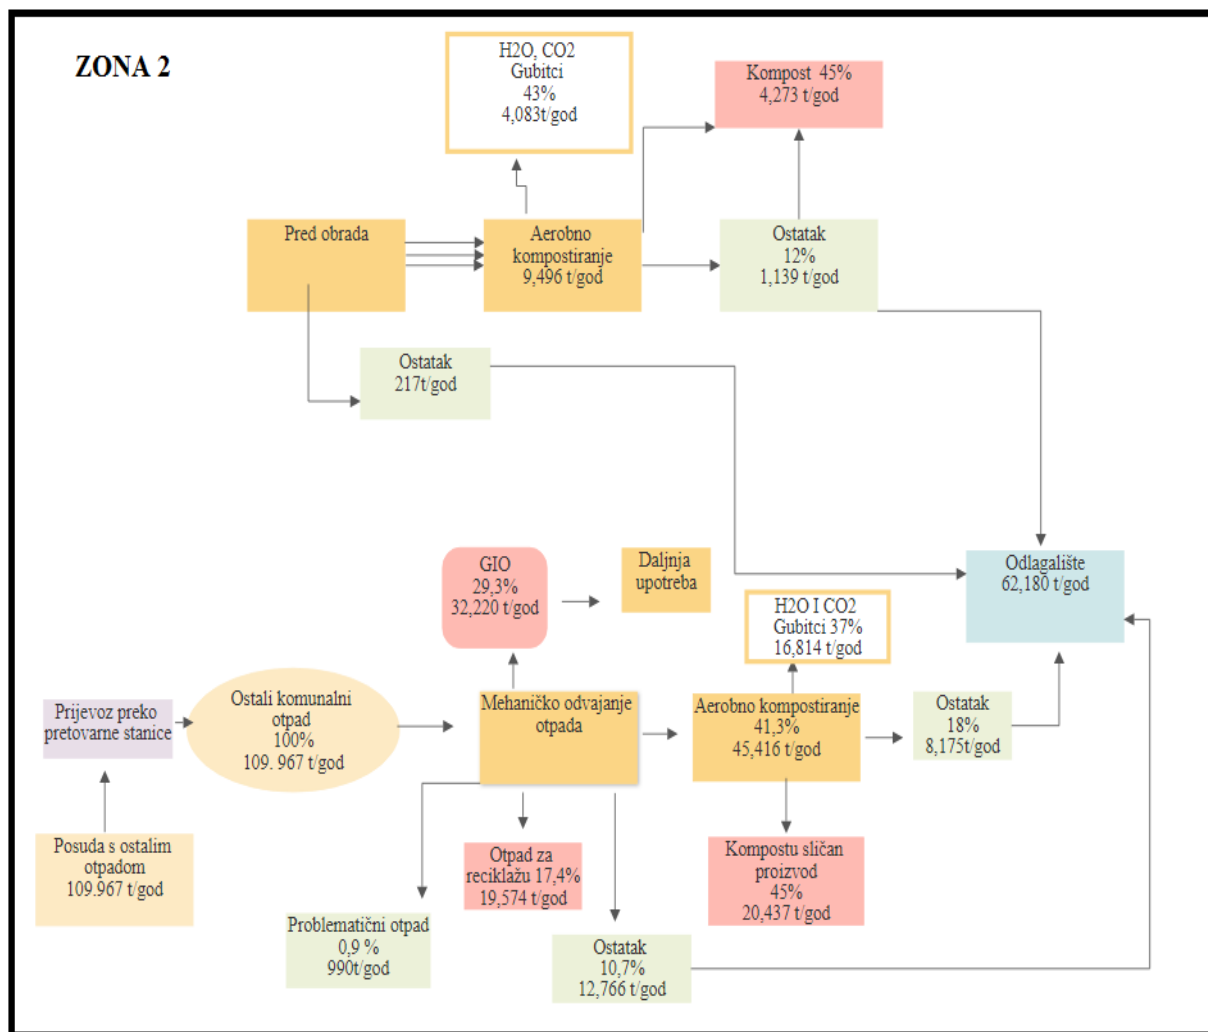 ZONA 2
H2O, CO2
Gubitci
43%
4,083t/god
Kompost 45%
4,273 t/god
Pred obrada
Aerobno
kompostiranje
9,496 t/god
Ostatak
12%
1,139 t/god
Ostatak
217t/god
GIO
29,3%
32,220 t/god
Daljnja
upotreba
H2O I CO2
Gubitci 37%
16,814 t/god
Odlagalište
62,180 t/god
Prijevoz preko
pretovarne stanice
Ostali komunalni
otpad
100%
109. 967 t/god
Mehaničko odvajanje
otpada
Aerobno kompostiranje
41,3%
45,416 t/god
Ostatak
18%
8,175t/god
Posuda s ostalim
otpadom
109.967 t/god
Otpad za
reciklažu 17,4%
19,574 t/god
Kompostu sličan
proizvod
45%
20,437 t/god
Problematični otpad
0,9 %
990t/god
Ostatak
10,7%
12,766 t/god